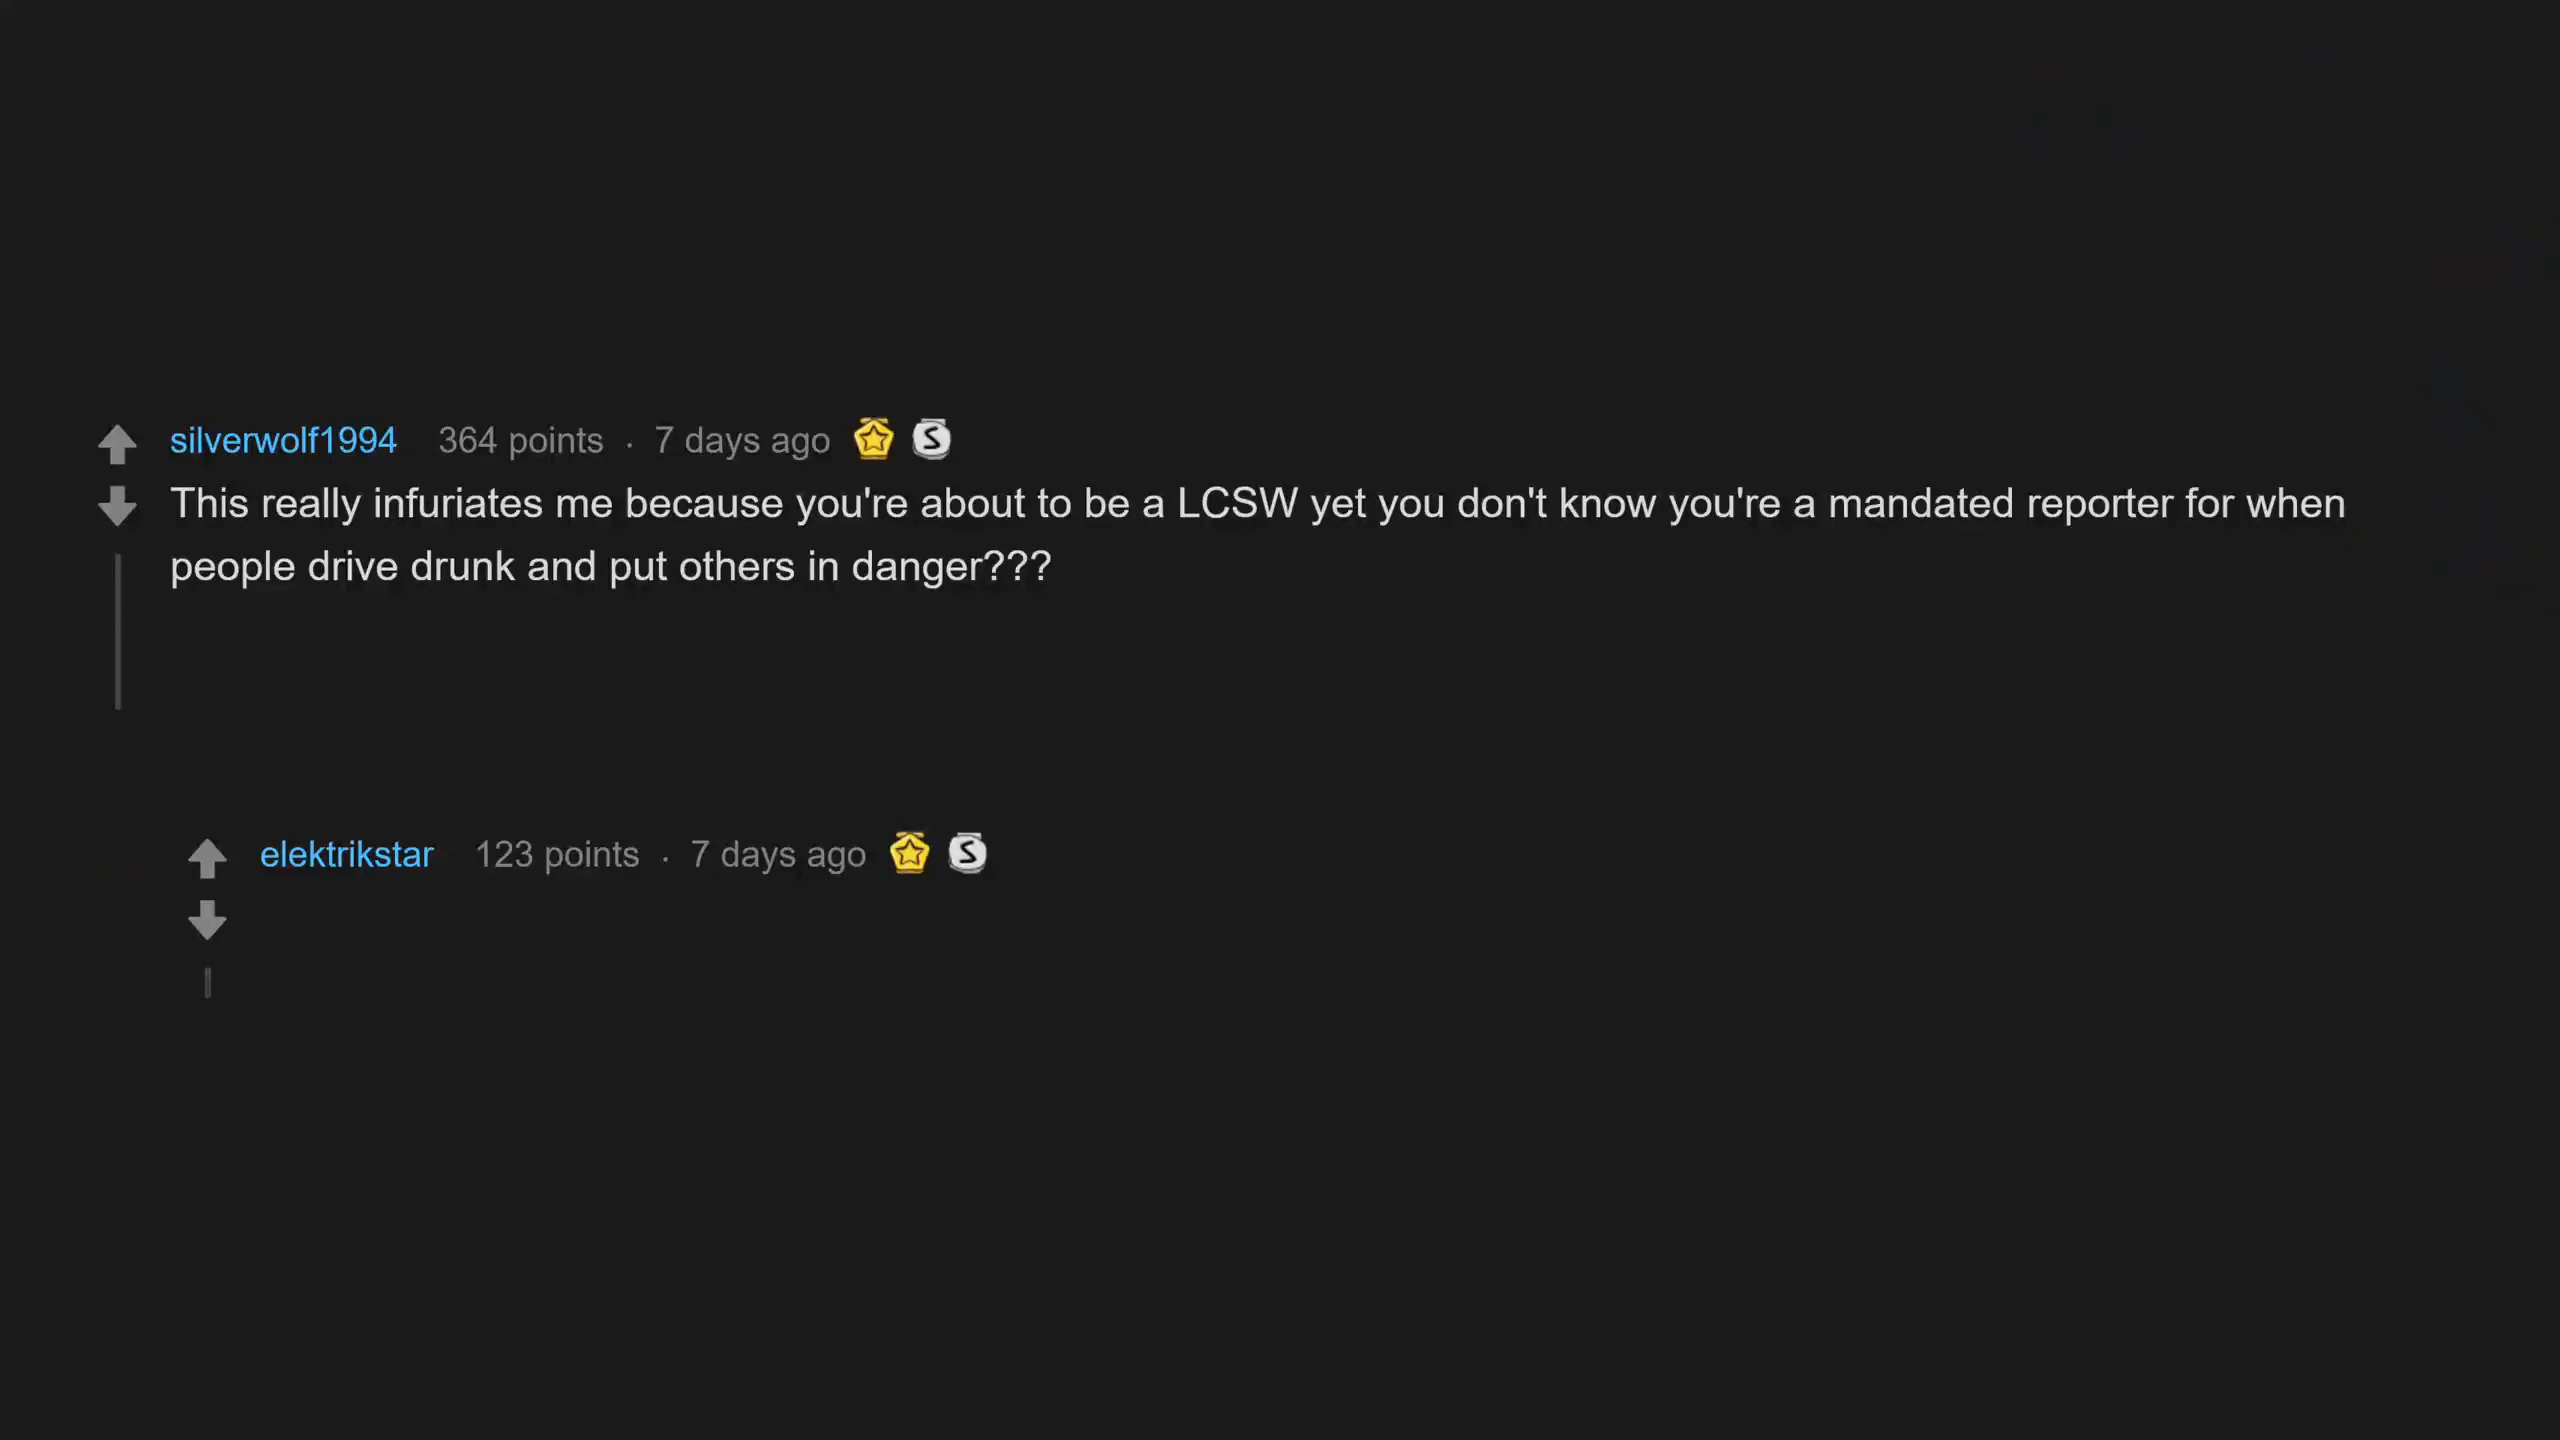 silverwolf1994 364 points · 7 days ago
This really infuriates me because you're about to be a LCSW yet you don't know you're a mandated reporter for when
people drive drunk and put others in danger???
elektrikstar 123 points · 7 days ago